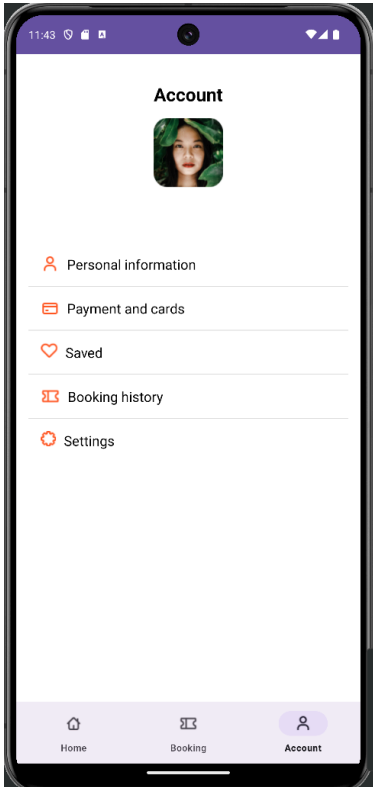 11:43
Account
Personal information
Payment and cards
Saved
Booking history
Settings
Home Booking Account